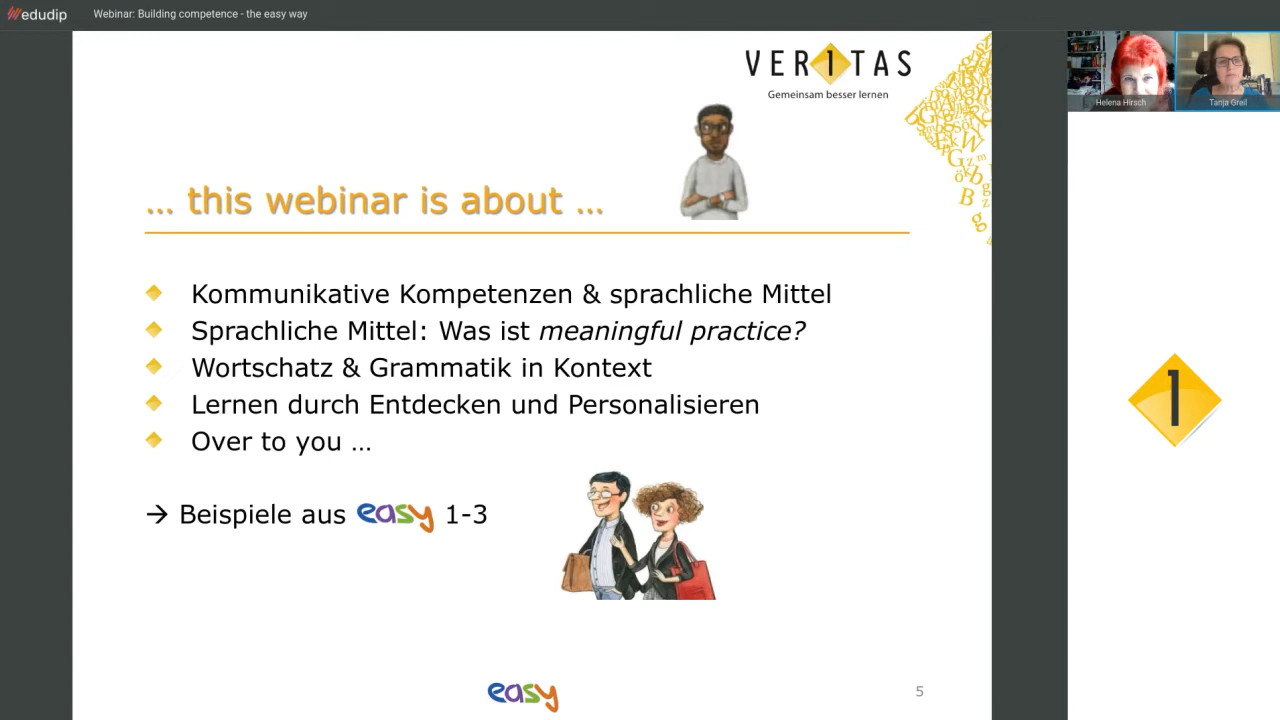 edudip
Webinar: Building competence - the easy way
VER1TAS
Gemeinsam besser lernen
Helena Hirsch
Tanja Greil
… this webinar is about …
Kommunikative Kompetenzen & sprachliche Mittel
Sprachliche Mittel: Was ist meaningful practice?
Wortschatz & Grammatik in Kontext
Lernen durch Entdecken und Personalisieren
Over to you …
→ Beispiele aus easy 1-3
1
easy
5